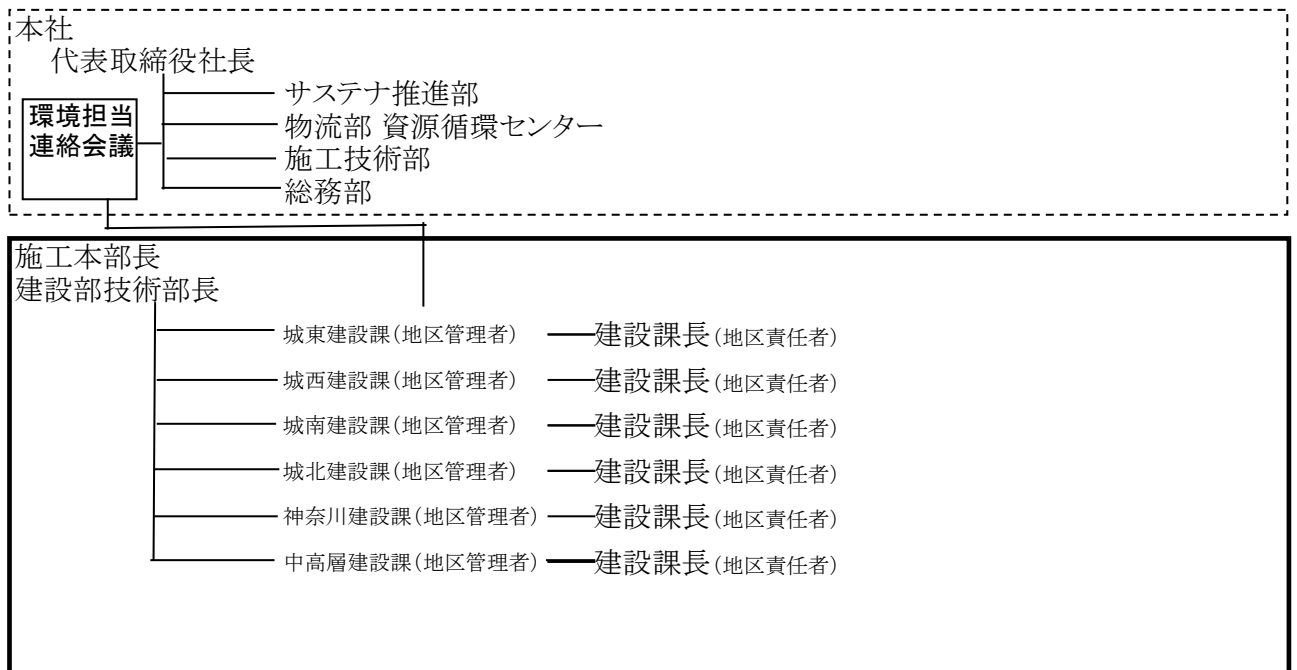 本社
代表取締役社長
サステナ推進部
環境担当
連絡会議
物流部 資源循環センター
施工技術部
総務部
施工本部長
建設部技術部長
城東建設課(地区管理者) 建設課長(地区責任者)
城西建設課(地区管理者) 建設課長(地区責任者)
城南建設課(地区管理者) 建設課長(地区責任者)
城北建設課(地区管理者) 建設課長(地区責任者)
神奈川建設課(地区管理者) 建設課長(地区責任者)
中高層建設課(地区管理者) 建設課長(地区責任者)